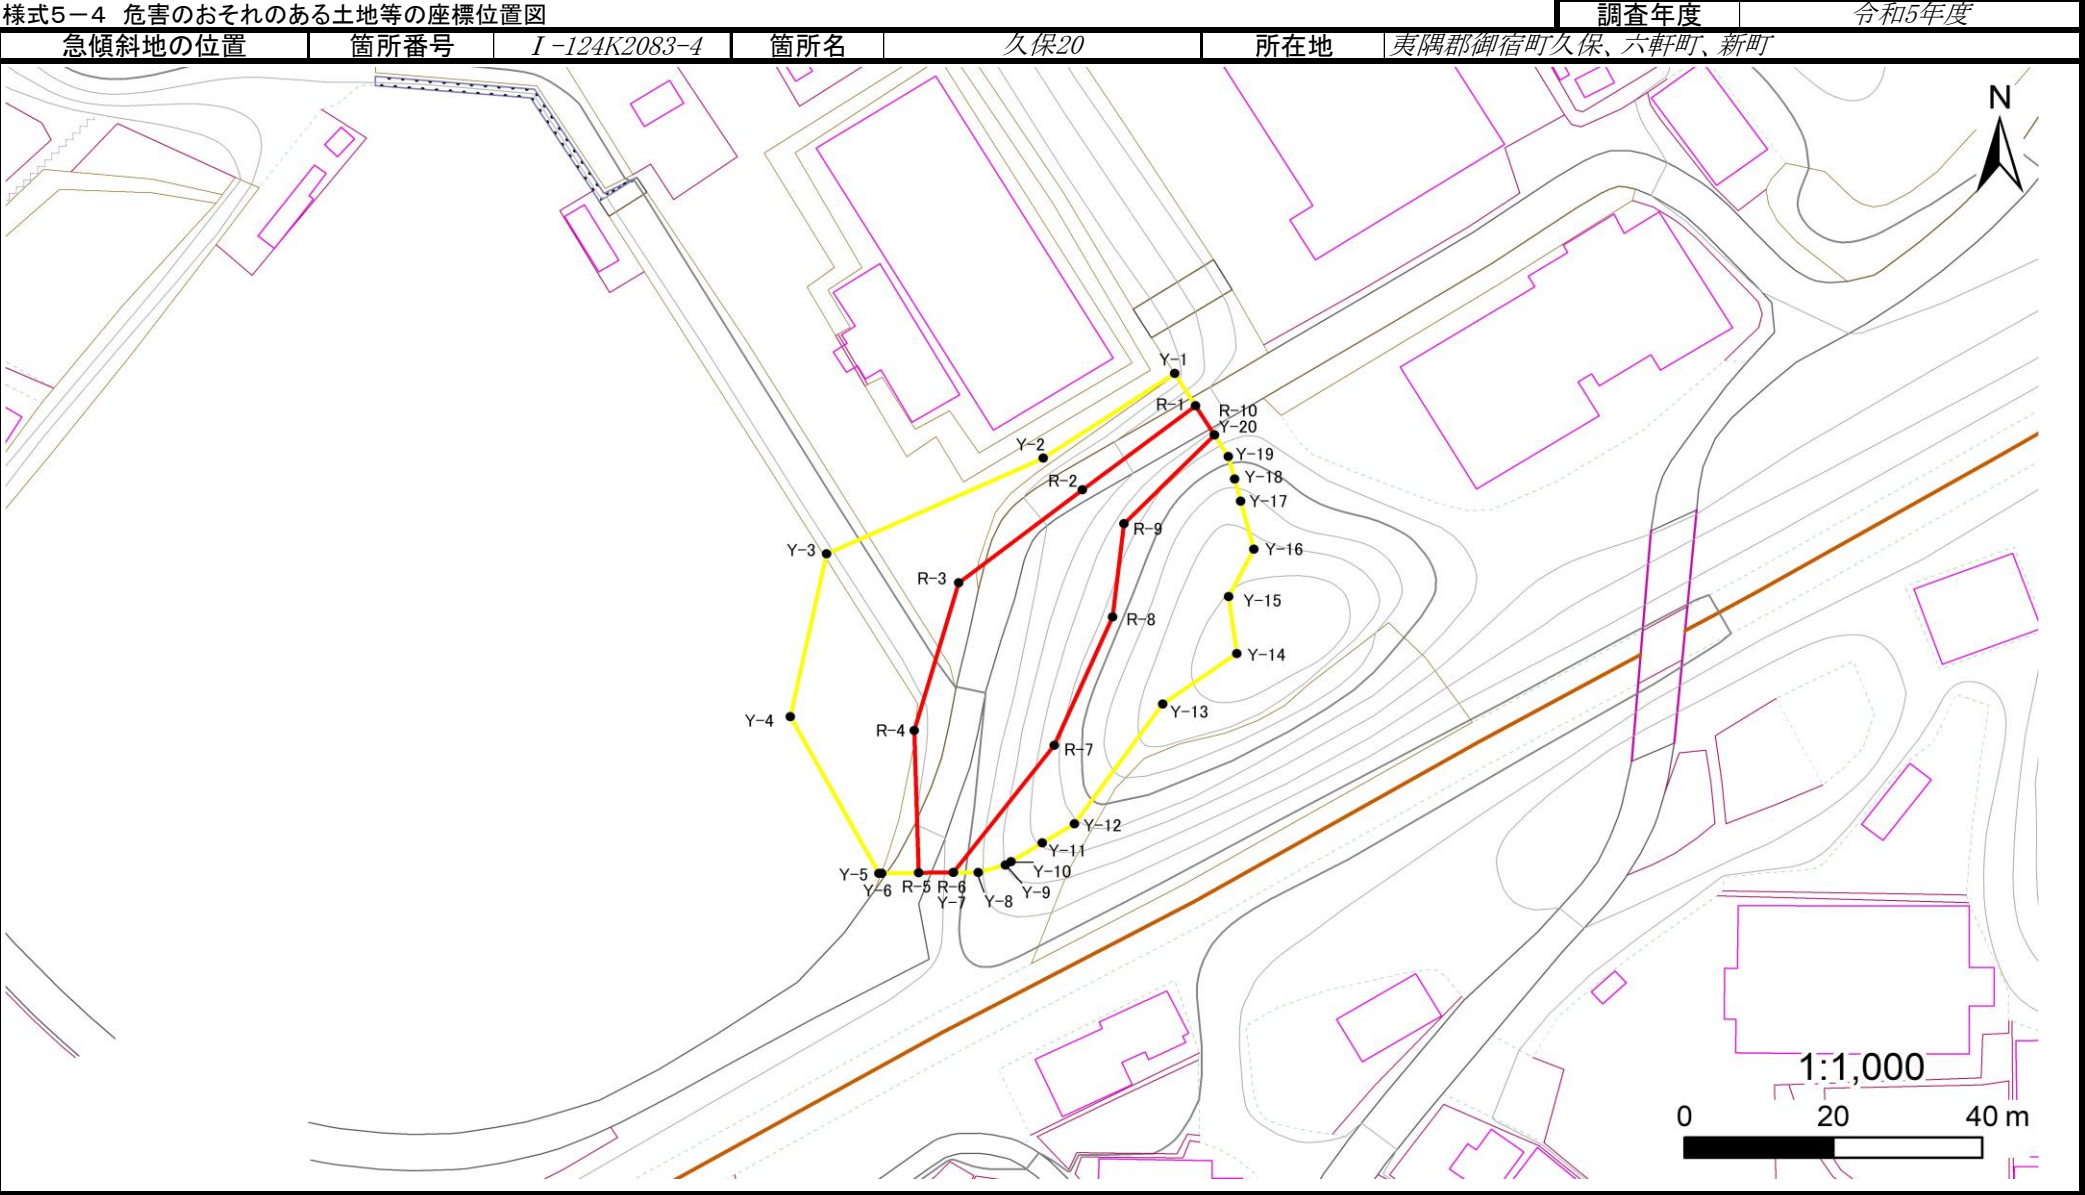 様式５－４ 危害のおそれのある土地等の座標位置図
調査年度 令和5年度
急傾斜地の位置 箇所番号 Ⅰ-124K2083-4 箇所名 久保20 所在地 夷隅郡御宿町久保、六軒町、新町
N
Y-1
R-1
R-10
Y-20
Y-2
Y-19
R-2
Y-18
Y-17
R-9
Y-3
Y-16
R-3
Y-15
R-8
Y-14
Y-4
Y-13
R-4
R-7
Y-12
Y-11
Y-10
Y-5
Y-6
R-5
R-6
Y-7
Y-8
Y-9
1:1,000
0 20 40 m